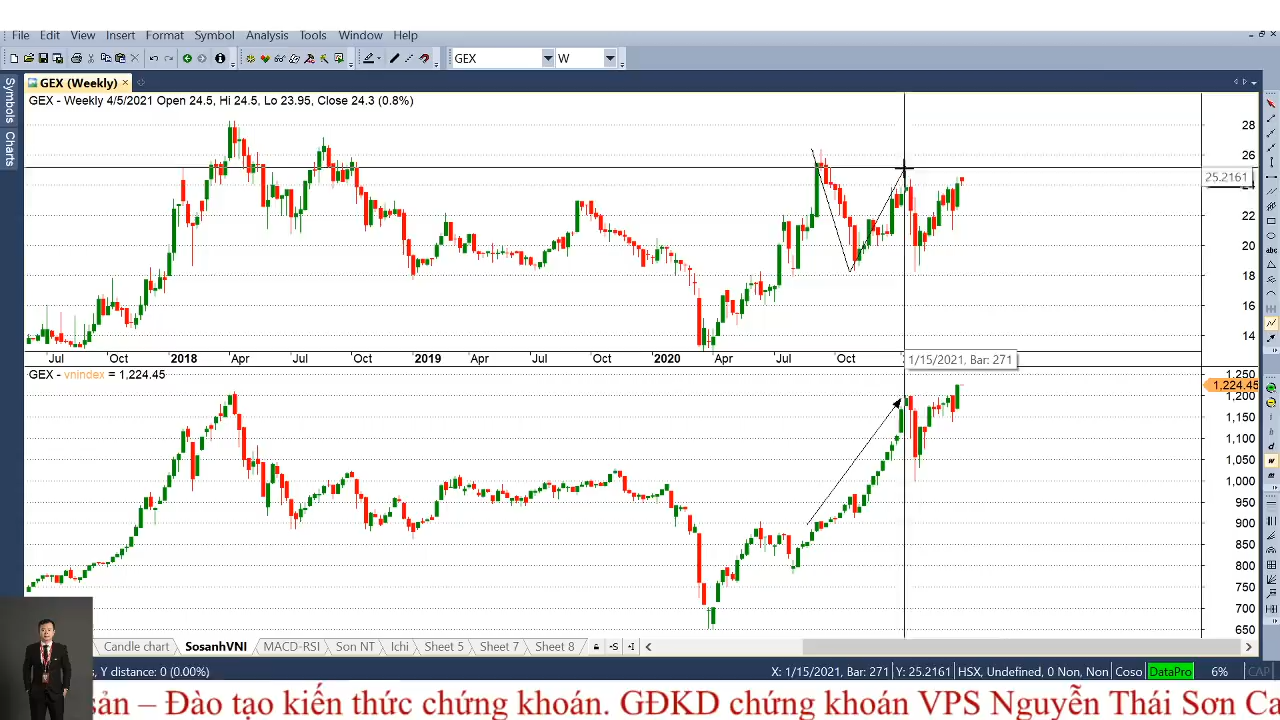 File Edit View Insert Format Symbol Analysis Tools Window Help
GEX W
GEX (Weekly)
Symbols
Charts
GEX - Weekly 4/5/2021 Open 24.5, Hi 24.5, Lo 23.95, Close 24.3 (0.8%)
28
26
25.2161
22
20
18
16
14
Jul Oct 2018 Apr Jul Oct 2019 Apr Jul Oct 2020 Apr Jul Oct
1/15/2021, Bar: 271
GEX - vnindex = 1,224.45
1,250
1,224.45
1,200
1,150
1,100
1,050
1,000
950
900
850
800
750
700
650
Candle chart SosanhVNI MACD-RSI Son NT Ichi Sheet 5 Sheet 7 Sheet 8
, Y distance: 0 (0.00%) X: 1/15/2021, Bar: 271 Y: 25.2161 HSX, Undefined, 0 Non, Non Coso DataPro 6% CAP
sản – Đào tạo kiến thức chứng khoán. GĐKD chứng khoán VPS Nguyễn Thái Sơn Ca